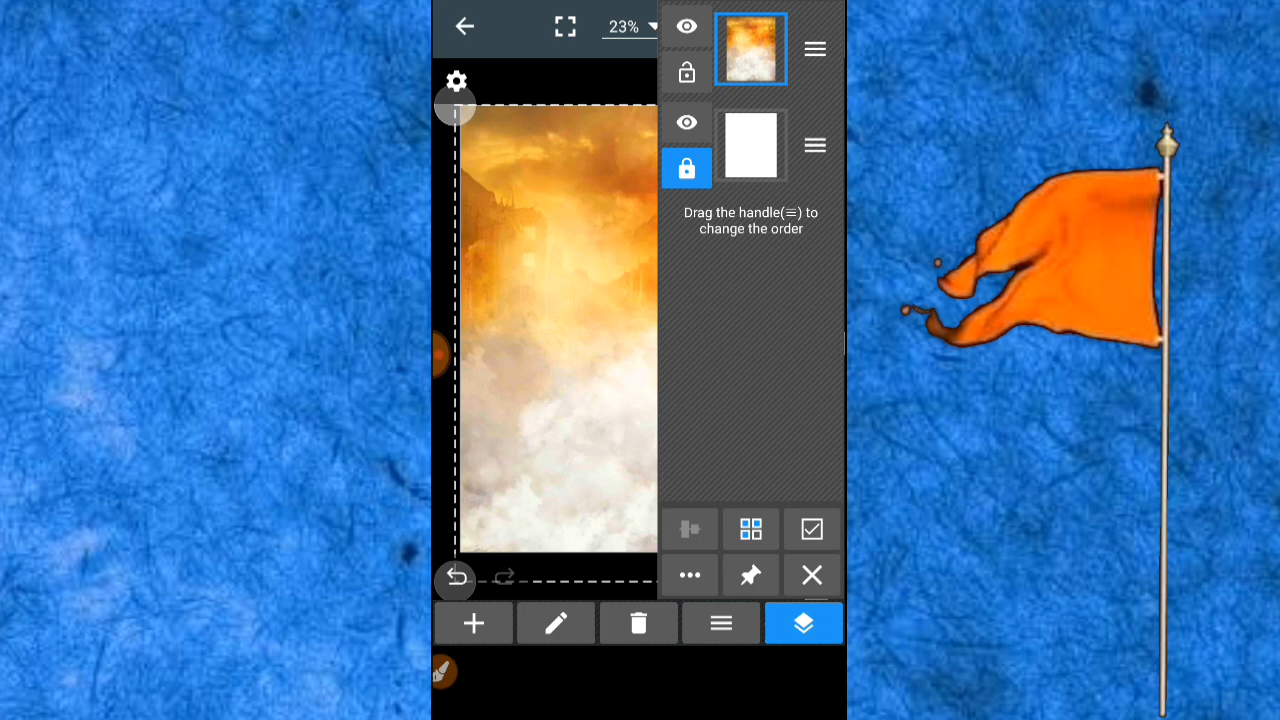 23%
Drag the handle(≡) to
change the order